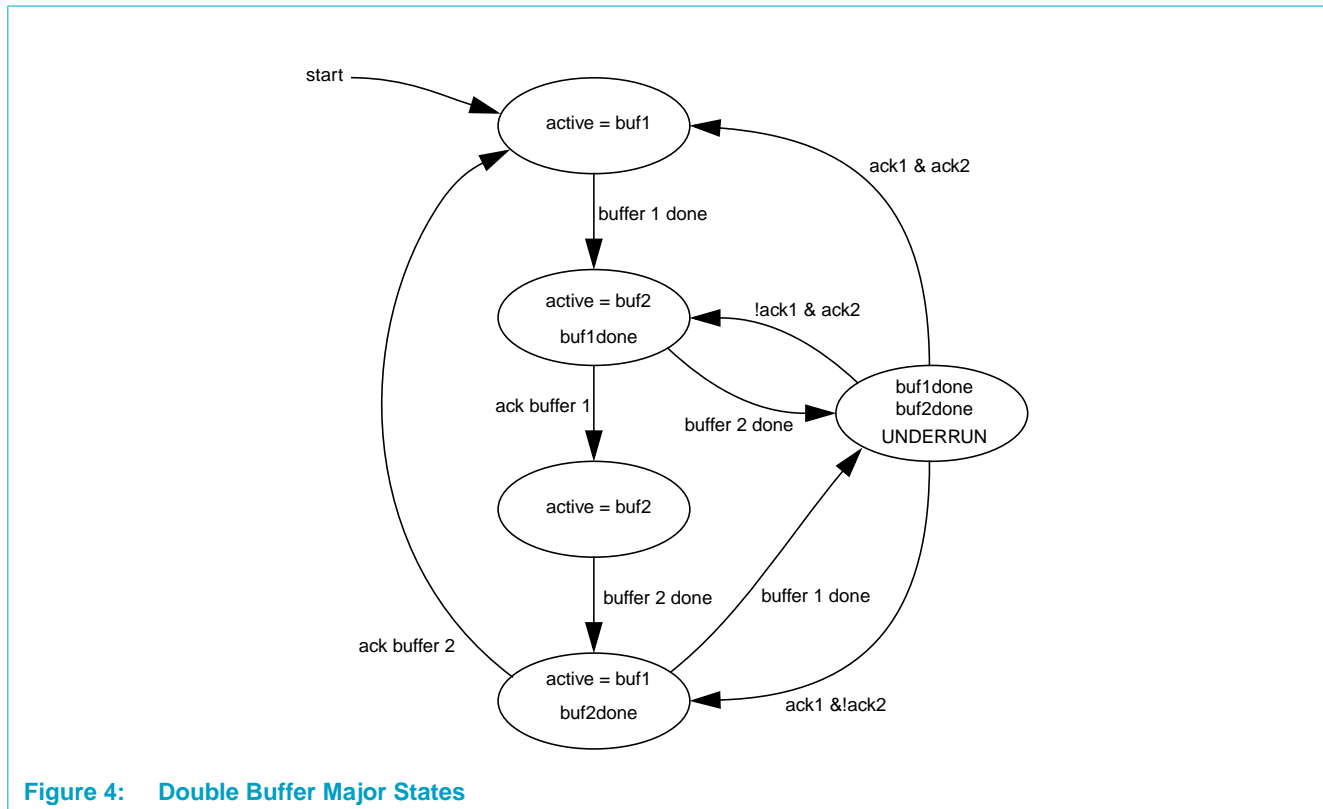 start
active = buf1
ack1 & ack2
buffer 1 done
active = buf2
buf1done
!ack1 & ack2
buf1done
buf2done
UNDERRUN
ack buffer 1
buffer 2 done
active = buf2
buffer 2 done
buffer 1 done
ack buffer 2
active = buf1
buf2done
ack1 &!ack2
Figure 4: Double Buffer Major States